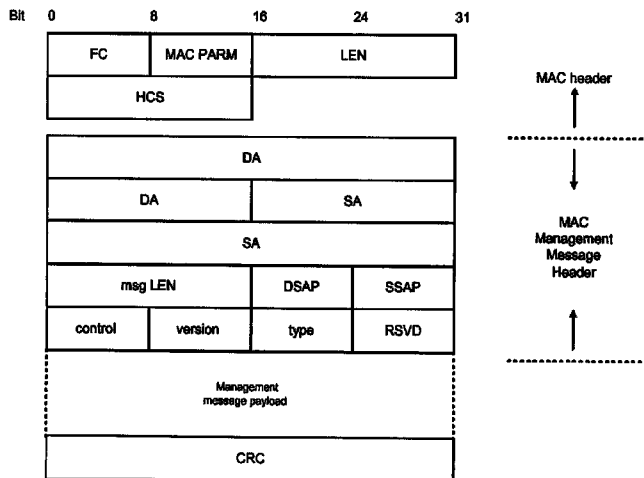 Bit 0 8 16 24 31
FC MAC PARM LEN
HCS
MAC header
DA
DA SA
SA
MAC
Management
Message
Header
msg LEN DSAP SSAP
control version type RSVD
Management
message payload
CRC